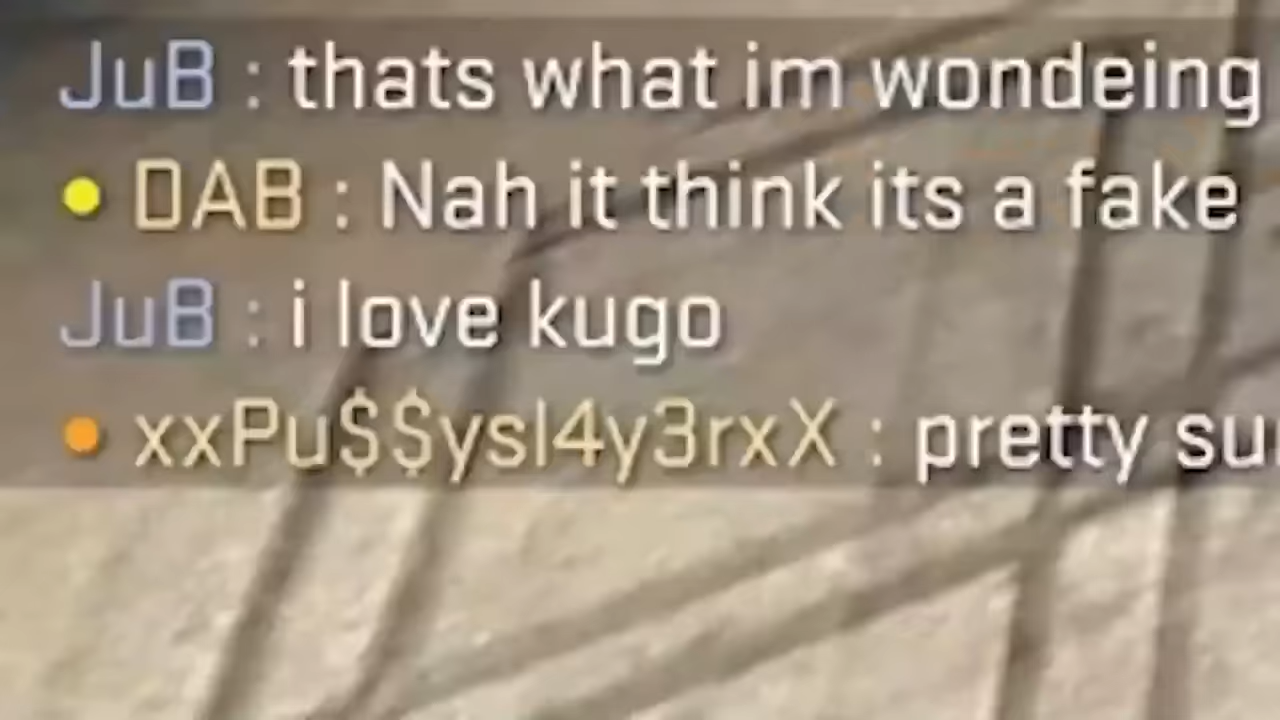 JuB : thats what im wondeing
DAB : Nah it think its a fake
JuB : i love kugo
xxPu$$ysl4y3rxX : pretty